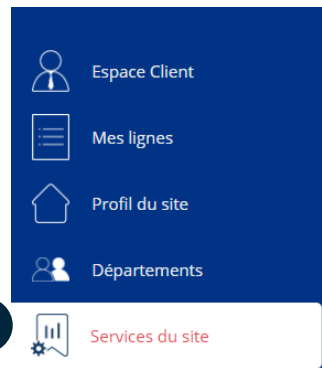 Espace Client
Mes lignes
Profil du site
Départements
Services du site